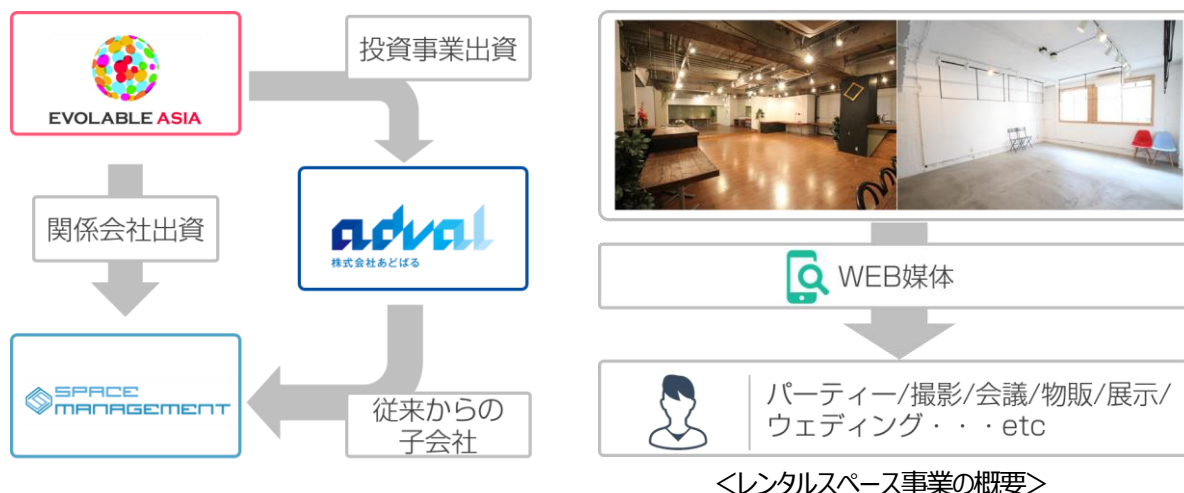 EVOLABLE ASIA
投資事業出資
関係会社出資
adval
株式会社あどばる
SPACE
MANAGEMENT
従来からの
子会社
WEB媒体
パーティー/撮影/会議/物販/展示/
ウェディング・・・etc
<レンタルスペース事業の概要>